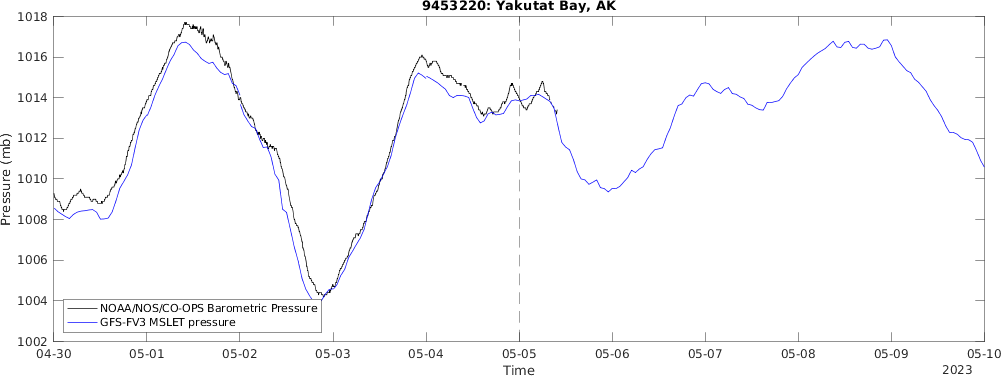 9453220: Yakutat Bay, AK
Pressure (mb)
1018
1016
1014
1012
1010
1008
1006
1004
1002
NOAA/NOS/CO-OPS Barometric Pressure
GFS-FV3 MSLET pressure
04-30 05-01 05-02 05-03 05-04 05-05 05-06 05-07 05-08 05-09 05-10
Time
2023